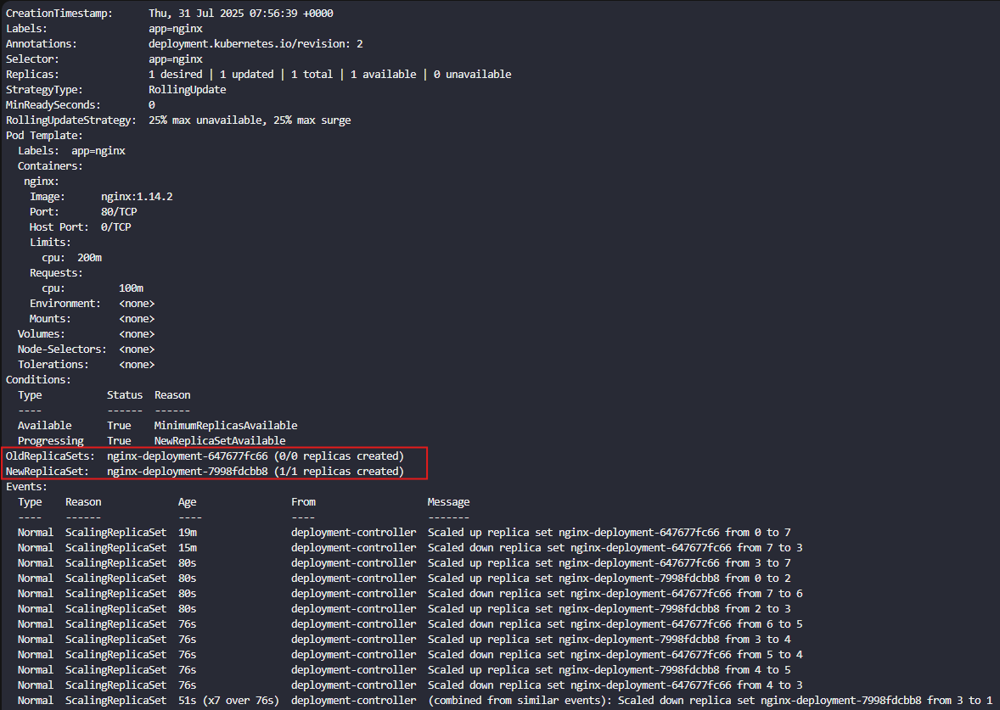 CreationTimestamp:      Thu, 31 Jul 2025 07:56:39 +0000
Labels:                 app=nginx
Annotations:            deployment.kubernetes.io/revision: 2
Selector:               app=nginx
Replicas:               1 desired | 1 updated | 1 total | 1 available | 0 unavailable
StrategyType:           RollingUpdate
MinReadySeconds:        0
RollingUpdateStrategy:  25% max unavailable, 25% max surge
Pod Template:
  Labels:  app=nginx
  Containers:
   nginx:
    Image:      nginx:1.14.2
    Port:       80/TCP
    Host Port:  0/TCP
    Limits:
      cpu:  200m
    Requests:
      cpu:         100m
    Environment:   <none>
    Mounts:        <none>
  Volumes:         <none>
  Node-Selectors:  <none>
  Tolerations:     <none>
Conditions:
  Type           Status  Reason
  ----           ------  ------
  Available      True    MinimumReplicasAvailable
  Progressing    True    NewReplicaSetAvailable
OldReplicaSets:  nginx-deployment-647677fc66 (0/0 replicas created)
NewReplicaSet:   nginx-deployment-7998fdcbb8 (1/1 replicas created)
Events:
  Type    Reason             Age                From                   Message
  ----    ------             ----               ----                   -------
  Normal  ScalingReplicaSet  19m                deployment-controller  Scaled up replica set nginx-deployment-647677fc66 from 0 to 7
  Normal  ScalingReplicaSet  15m                deployment-controller  Scaled down replica set nginx-deployment-647677fc66 from 7 to 3
  Normal  ScalingReplicaSet  80s                deployment-controller  Scaled up replica set nginx-deployment-647677fc66 from 3 to 7
  Normal  ScalingReplicaSet  80s                deployment-controller  Scaled up replica set nginx-deployment-7998fdcbb8 from 0 to 2
  Normal  ScalingReplicaSet  80s                deployment-controller  Scaled down replica set nginx-deployment-647677fc66 from 7 to 6
  Normal  ScalingReplicaSet  80s                deployment-controller  Scaled up replica set nginx-deployment-7998fdcbb8 from 2 to 3
  Normal  ScalingReplicaSet  76s                deployment-controller  Scaled down replica set nginx-deployment-647677fc66 from 6 to 5
  Normal  ScalingReplicaSet  76s                deployment-controller  Scaled up replica set nginx-deployment-7998fdcbb8 from 3 to 4
  Normal  ScalingReplicaSet  76s                deployment-controller  Scaled down replica set nginx-deployment-647677fc66 from 5 to 4
  Normal  ScalingReplicaSet  76s                deployment-controller  Scaled up replica set nginx-deployment-7998fdcbb8 from 4 to 5
  Normal  ScalingReplicaSet  76s                deployment-controller  Scaled down replica set nginx-deployment-647677fc66 from 4 to 3
  Normal  ScalingReplicaSet  51s (x7 over 76s)  deployment-controller  (combined from similar events): Scaled down replica set nginx-deployment-7998fdcbb8 from 3 to 1